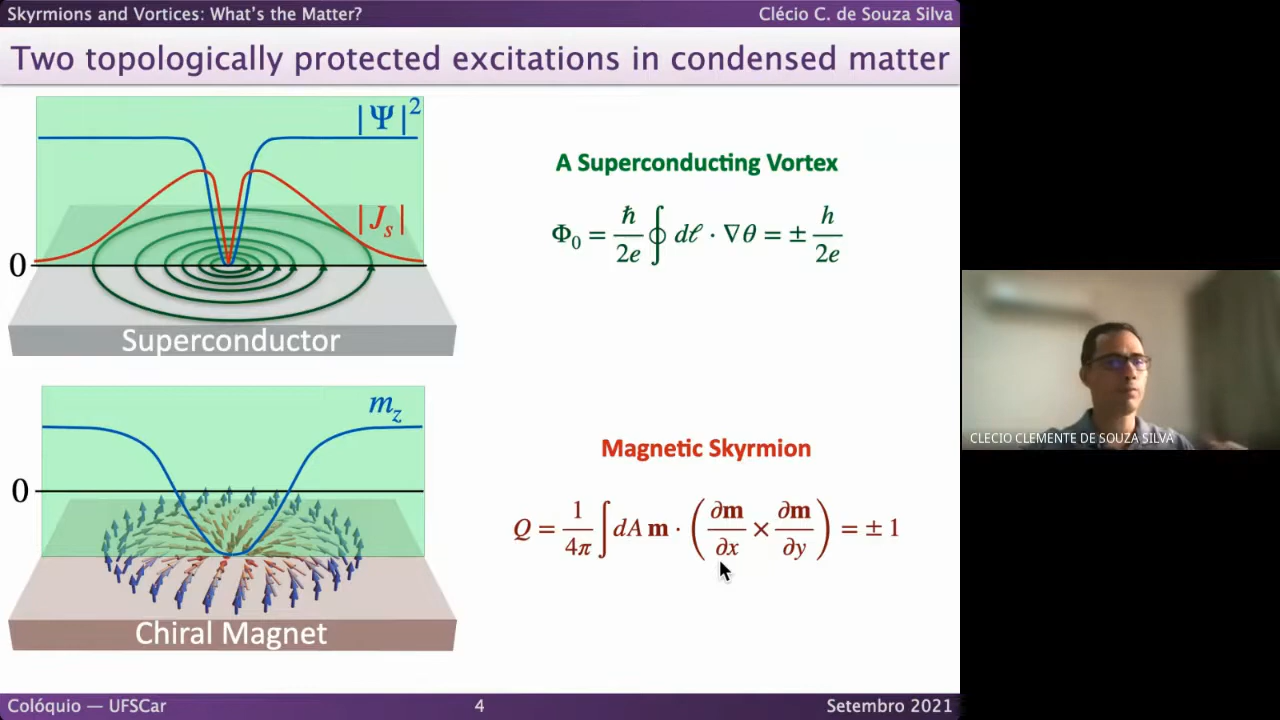 Skyrmions and Vortices: What's the Matter?
Clécio C. de Souza Silva
Two topologically protected excitations in condensed matter
|Ψ|²
|Jₛ|
0
Superconductor
A Superconducting Vortex
Φ₀ = ℏ/2e ∮ dℓ · ∇θ = ± h/2e
m_z
0
Chiral Magnet
Magnetic Skyrmion
Q = 1/4π ∫ dA m · (∂m/∂x × ∂m/∂y) = ± 1
CLECIO CLEMENTE DE SOUZA SILVA
Colóquio — UFSCar
4
Setembro 2021